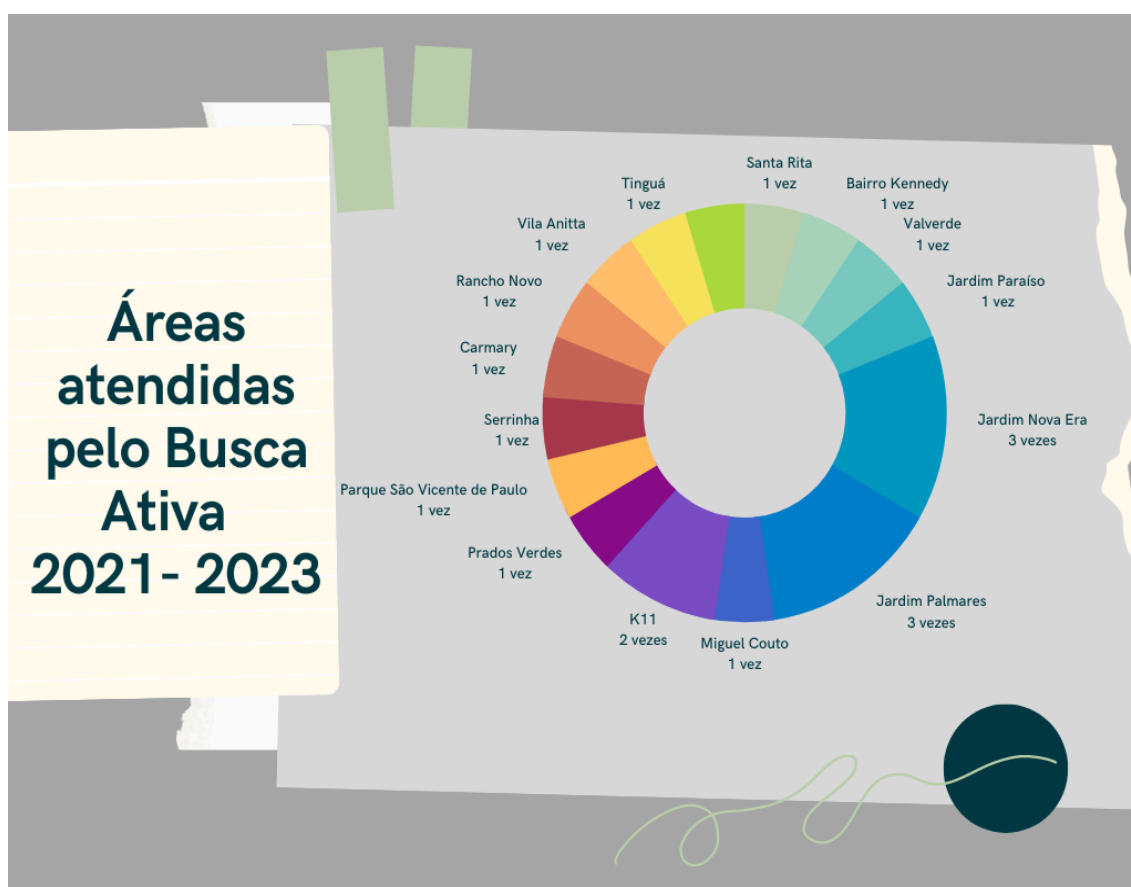 Áreas
atendidas
pelo Busca
Ativa
2021- 2023
Santa Rita
1 vez
Bairro Kennedy
1 vez
Valverde
1 vez
Jardim Paraíso
1 vez
Jardim Nova Era
3 vezes
Jardim Palmares
3 vezes
Miguel Couto
1 vez
K11
2 vezes
Prados Verdes
1 vez
Parque São Vicente de Paulo
1 vez
Serrinha
1 vez
Carmary
1 vez
Rancho Novo
1 vez
Vila Anitta
1 vez
Tinguá
1 vez